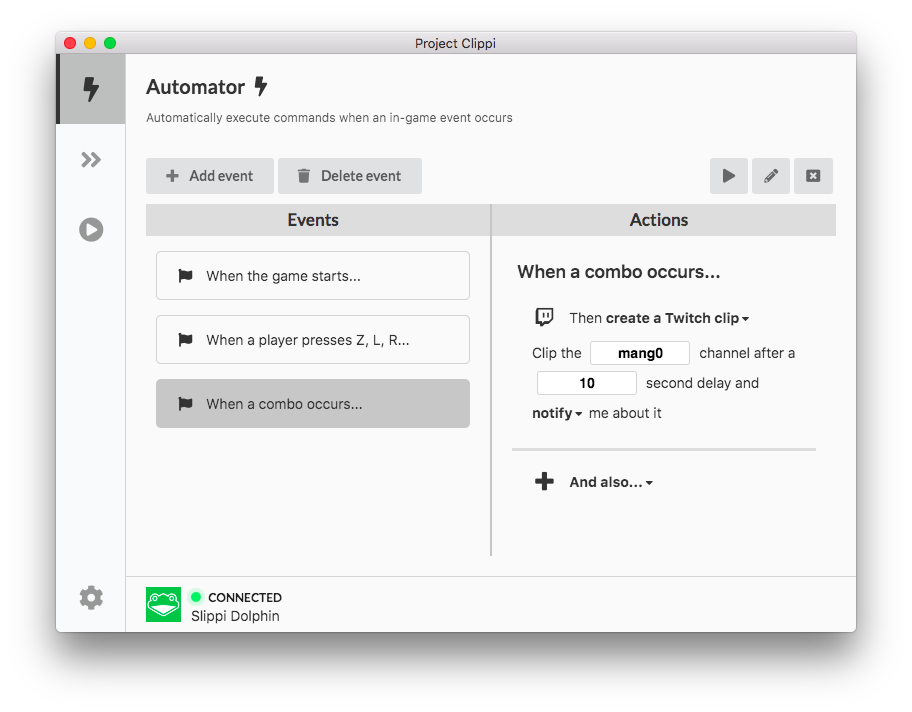 Project Clippi
Automator
Automatically execute commands when an in-game event occurs
Add event
Delete event
Events
Actions
When the game starts...
When a player presses Z, L, R...
When a combo occurs...
When a combo occurs...
Then create a Twitch clip
Clip the mang0 channel after a
10 second delay and
notify me about it
And also...
CONNECTED
Slippi Dolphin